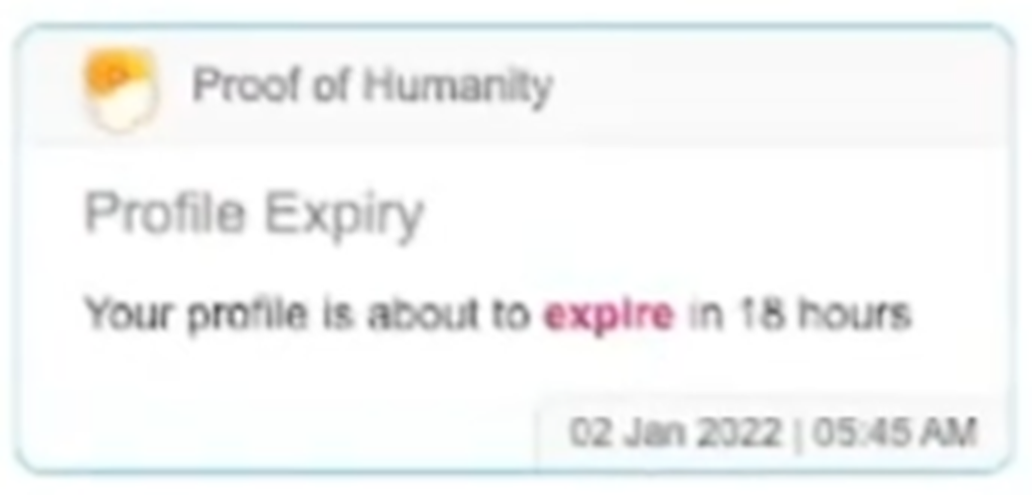 Proof of Humanity
Profile Expiry
Your profile is about to expire in 18 hours
02 Jan 2022 | 05:45 AM